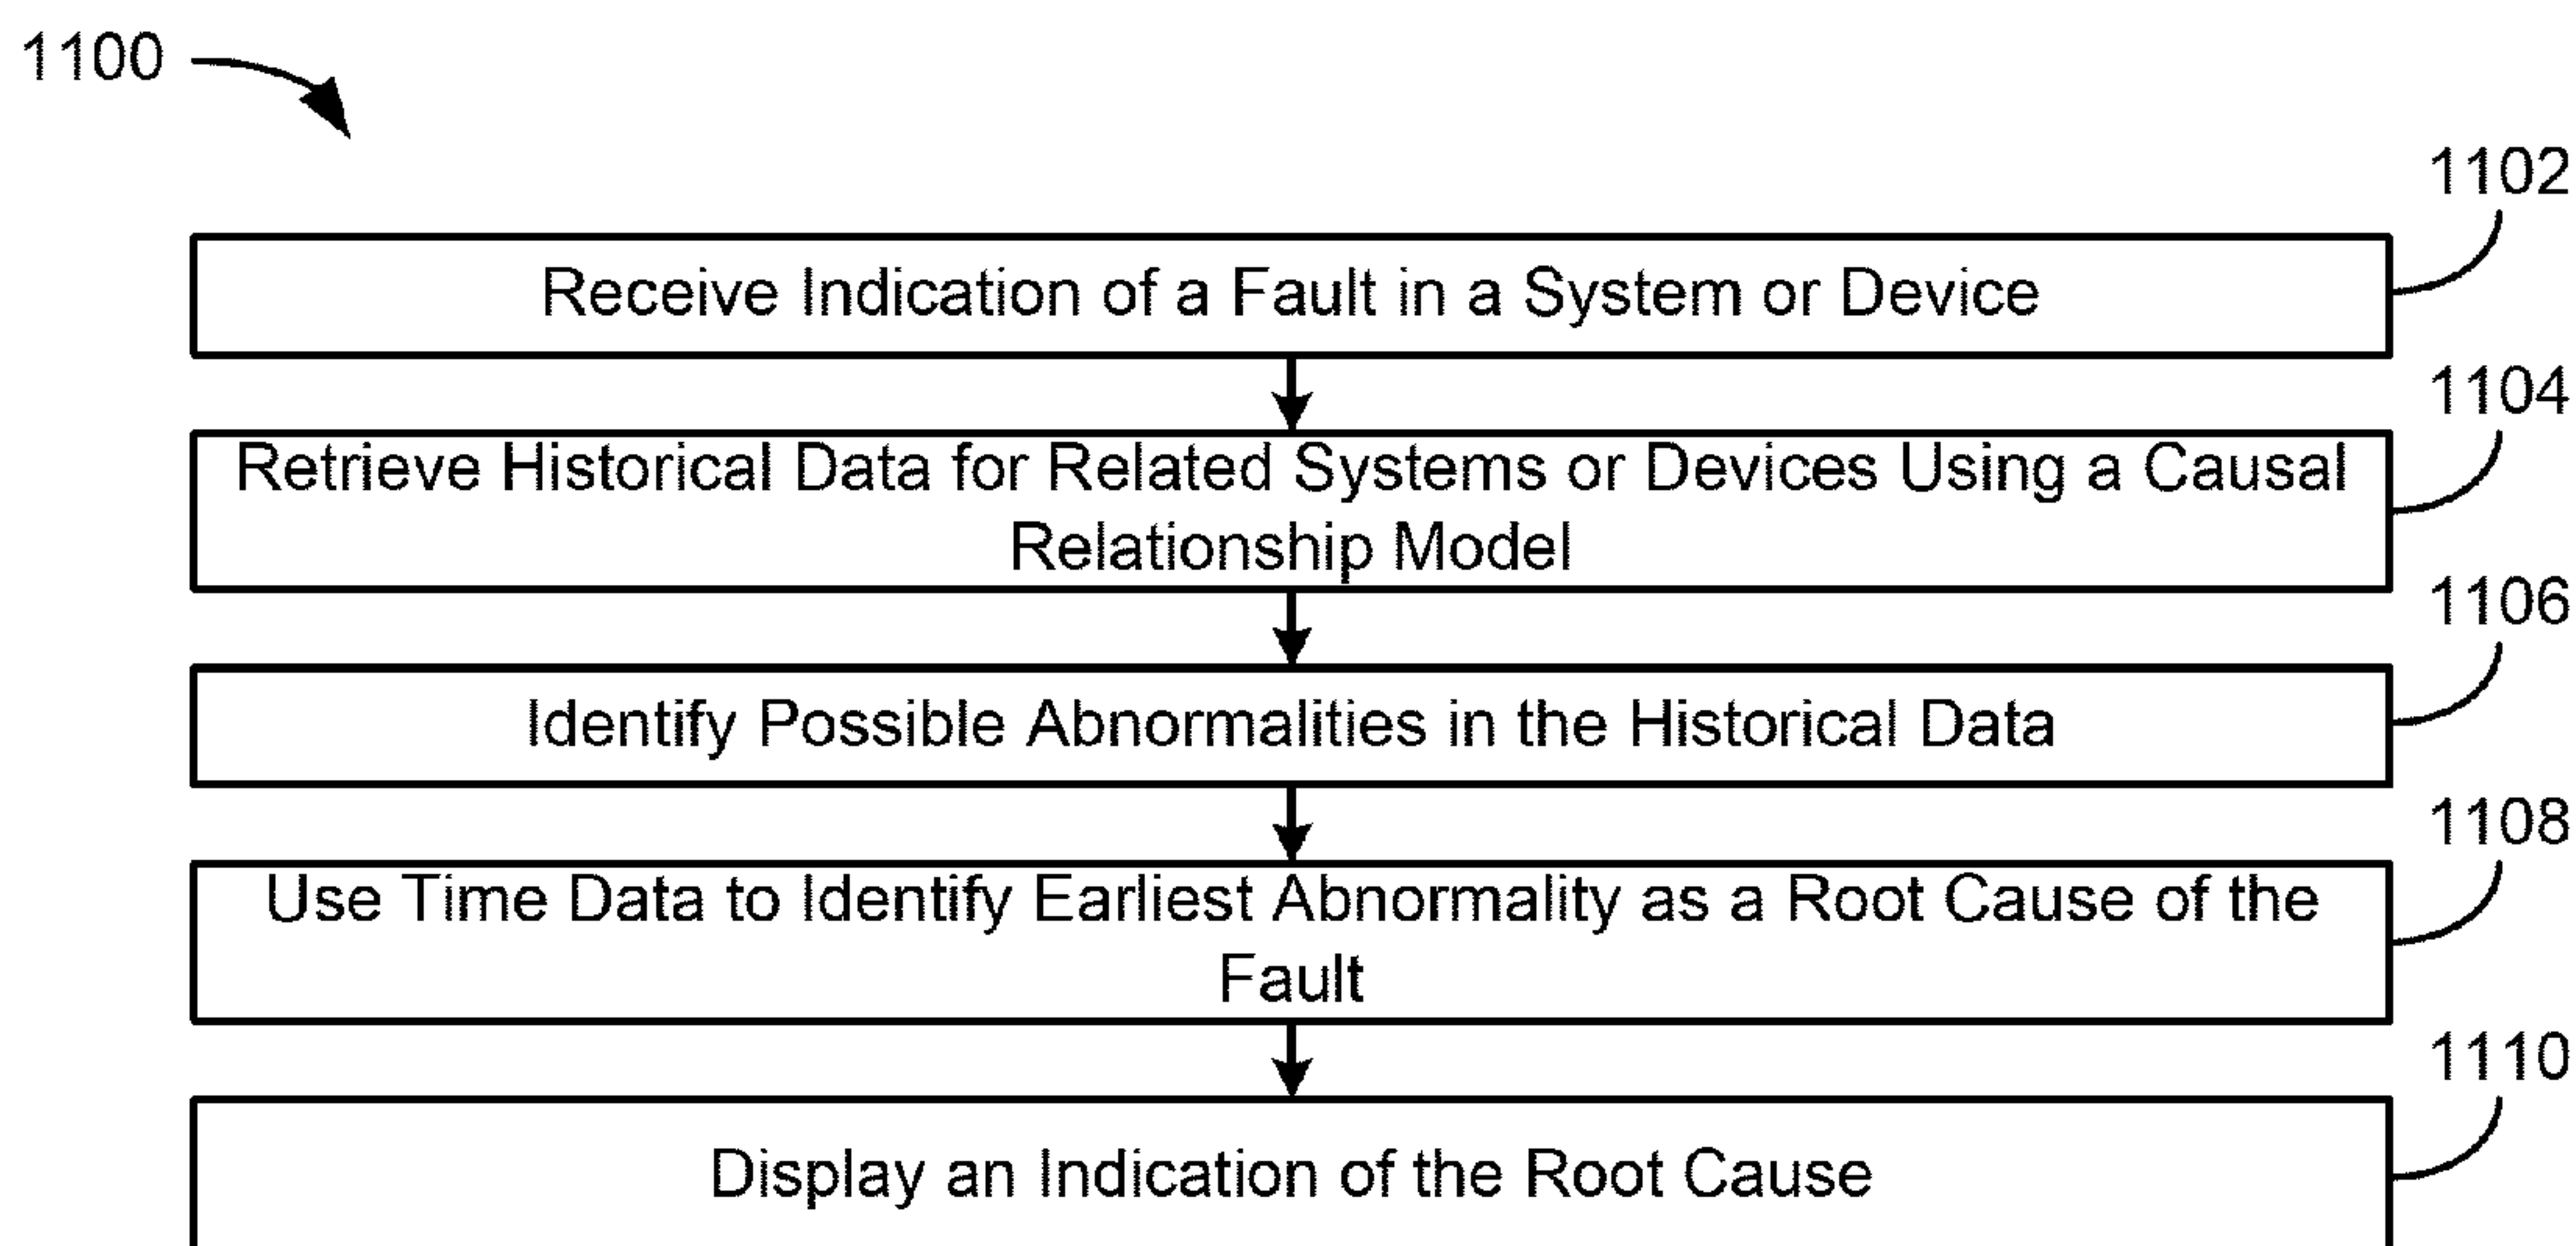 1100
1102
Receive Indication of a Fault in a System or Device
1104
Retrieve Historical Data for Related Systems or Devices Using a Causal
Relationship Model
1106
Identify Possible Abnormalities in the Historical Data
1108
Use Time Data to Identify Earliest Abnormality as a Root Cause of the
Fault
1110
Display an Indication of the Root Cause